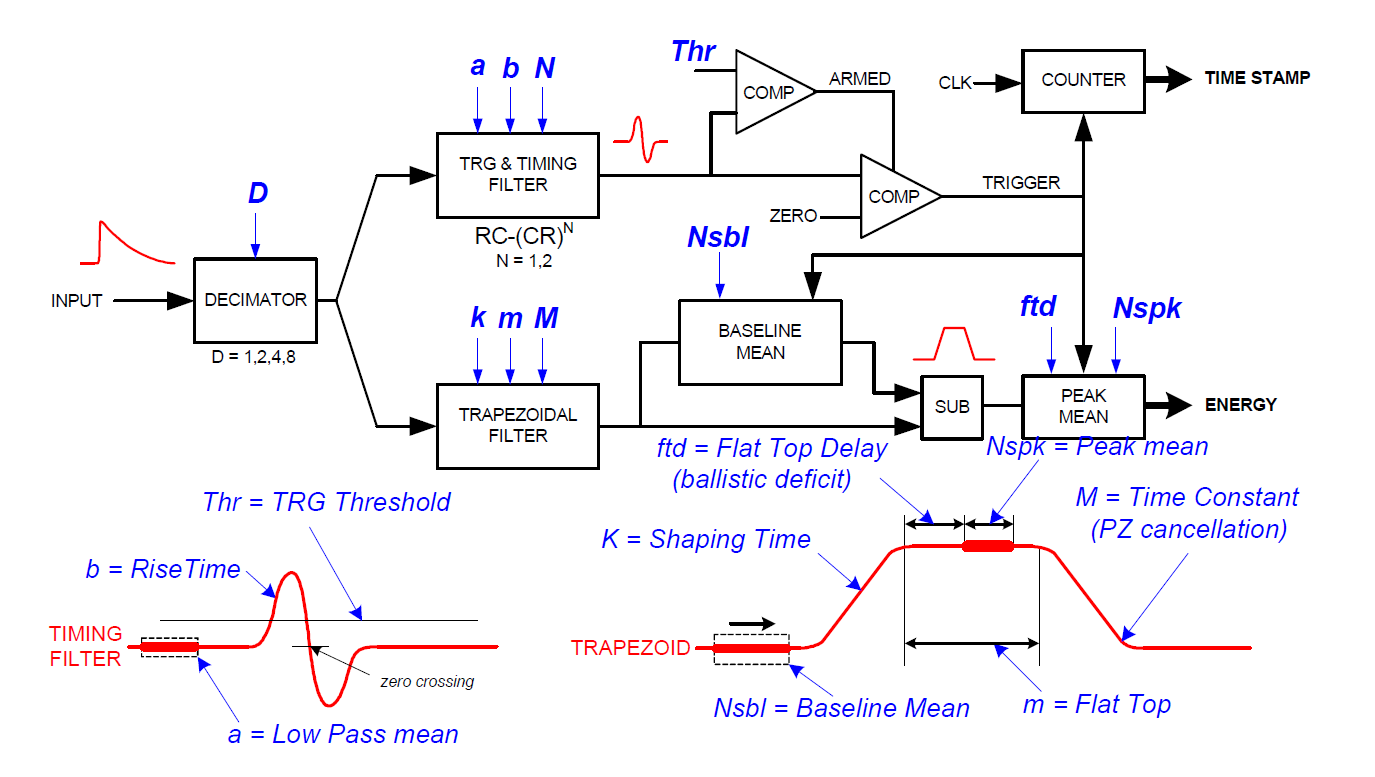 Thr
a
b
N
COMP
ARMED
CLK
COUNTER
TIME STAMP
TRG & TIMING
FILTER
D
RC-(CR)N
N = 1,2
COMP
TRIGGER
ZERO
Nsbl
INPUT
DECIMATOR
D = 1,2,4,8
k
m
M
BASELINE
MEAN
ftd
Nspk
TRAPEZOIDAL
FILTER
SUB
PEAK
MEAN
ENERGY
ftd = Flat Top Delay
(ballistic deficit)
Nspk = Peak mean
Thr = TRG Threshold
M = Time Constant
(PZ cancellation)
b = RiseTime
K = Shaping Time
TIMING
FILTER
zero crossing
a = Low Pass mean
TRAPEZOID
Nsbl = Baseline Mean
m = Flat Top